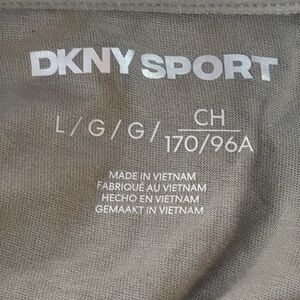 DKNY SPORT
L/G/G/ CH
170/96A
MADE IN VIETNAM
FABRIQUÉ AU VIETNAM
HECHO EN VIETNAM
GEMAAKT IN VIETNAM